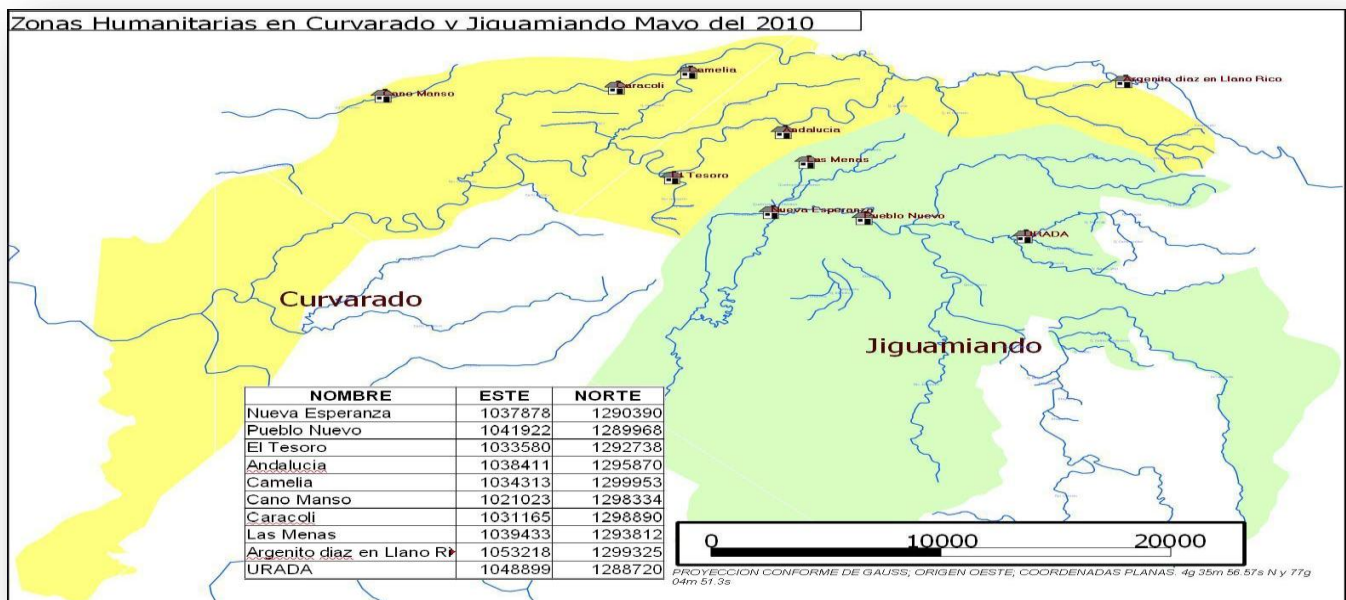 Zonas Humanitarias en Curvarado y Jiguamiando Mayo del 2010
Camelia
Cano Manso
Caracoli
Argenito diaz en Llano Rico
Andalucia
Las Menas
El Tesoro
Nueva Esperanza
Pueblo Nuevo
URADA
Curvarado
Jiguamiando
NOMBRE ESTE NORTE
Nueva Esperanza 1037878 1290390
Pueblo Nuevo 1041922 1289968
El Tesoro 1033580 1292738
Andalucia 1038411 1295870
Camelia 1034313 1299953
Cano Manso 1021023 1298334
Caracoli 1031165 1298890
Las Menas 1039433 1293812
Argenito diaz en Llano Ri 1053218 1299325
URADA 1048899 1288720
0 10000 20000
PROYECCION CONFORME DE GAUSS; ORIGEN OESTE; COORDENADAS PLANAS. 4g 35m 56.57s N y 77g
04m 51.3s